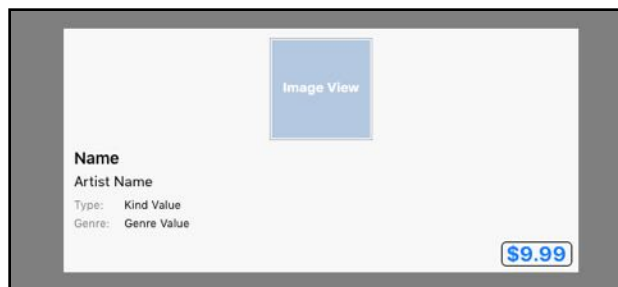 Image View
Name
Artist Name
Type: Kind Value
Genre: Genre Value
$9.99